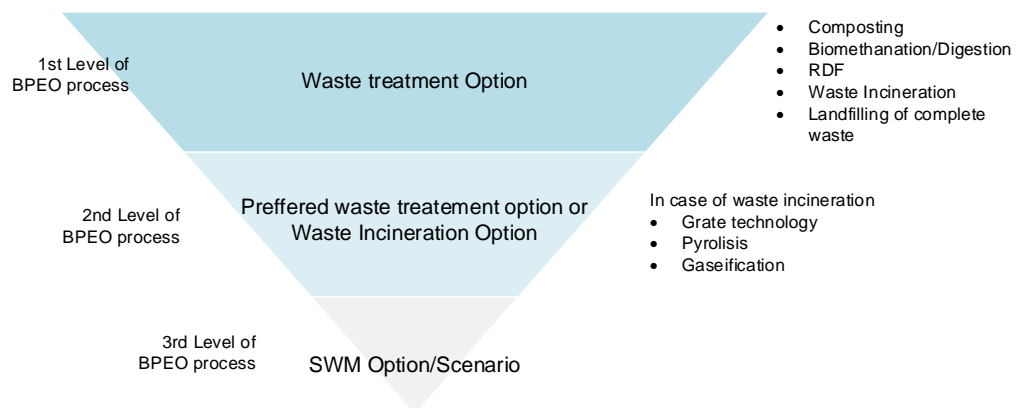 1st Level of
BPEO process
Waste treatment Option
• Composting
• Biomethanation/Digestion
• RDF
• Waste Incineration
• Landfilling of complete
waste
2nd Level of
BPEO process
Preffered waste treatement option or
Waste Incineration Option
In case of waste incineration
• Grate technology
• Pyrolisis
• Gaseification
3rd Level of
BPEO process
SWM Option/Scenario